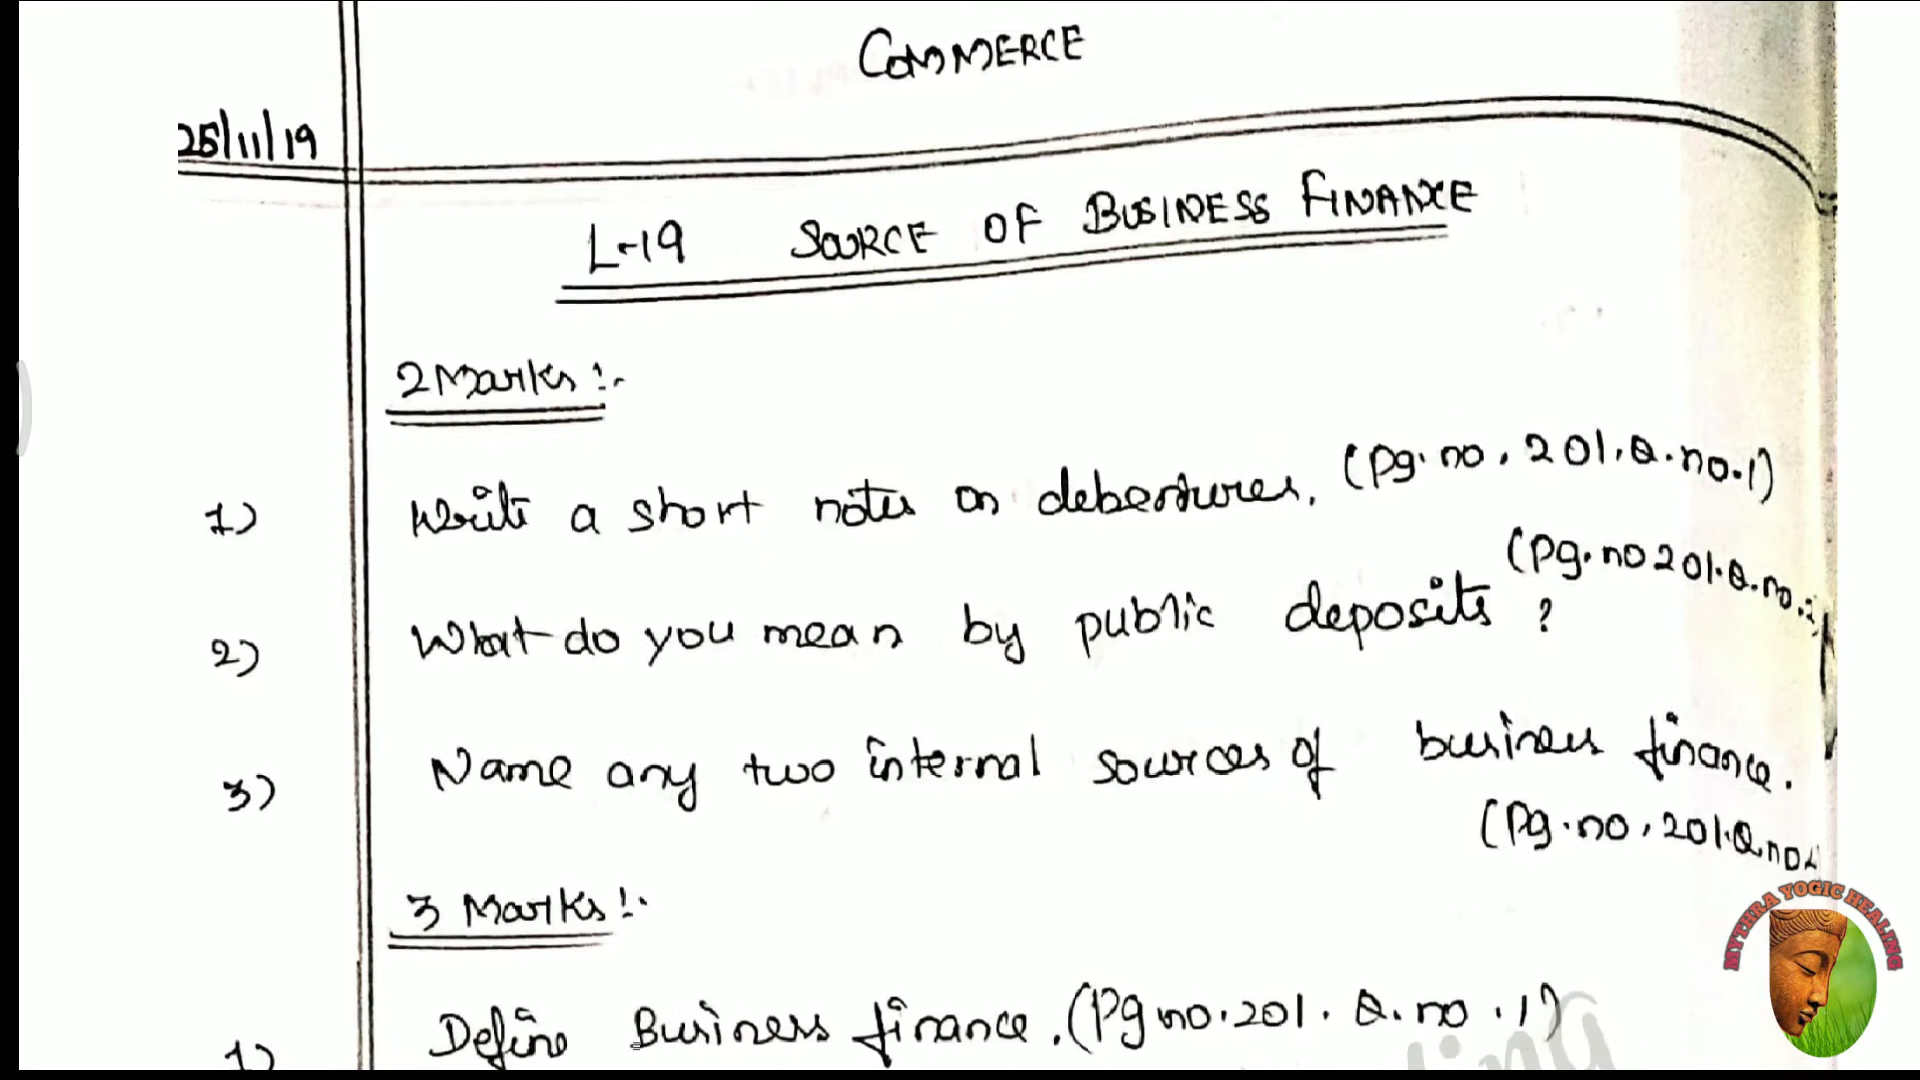 COMMERCE
25/11/19
L-19 SOURCE OF BUSINESS FINANCE
2 Marks :-
1) Write a short notes on debentures. (Pg. no. 201. Q. no. 1)
2) What do you mean by public deposits ? (Pg. no 201. Q. no. 2
3) Name any two internal sources of business finance.
(Pg. no. 201. Q. no
3 Marks :-
1) Define Business finance. (Pg no. 201. Q. no. 1)
MYTHRA YOGIC HEALING